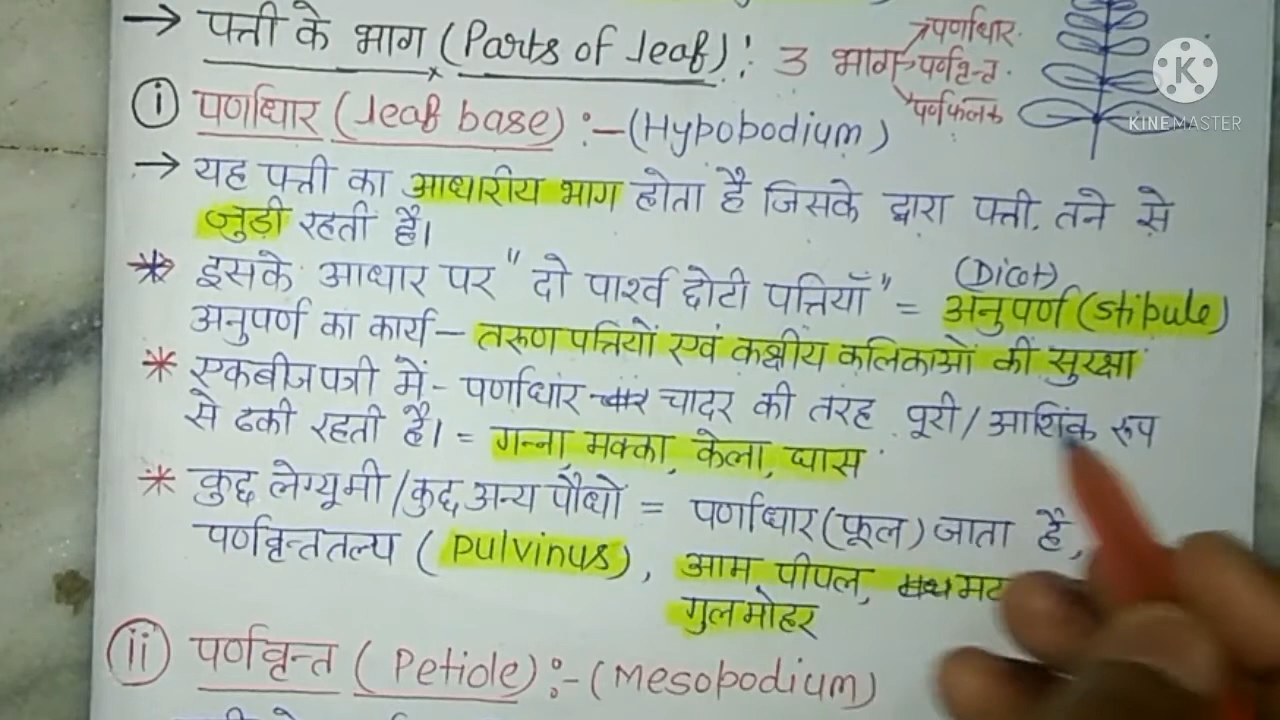 → पत्ती के भाग (Parts of leaf) : 3 भाग
पर्णाधार.
पर्णवृन्त.
पर्णफलक
K
KINEMASTER
(i) पर्णाधार (leaf base) :- (Hypopodium)
→ यह पत्ती का आधारीय भाग होता है जिसके द्वारा पत्ती, तने से
जुड़ी रहती है।
* इसके आधार पर "दो पार्श्व छोटी पत्तियाँ" = अनुपर्ण (stipule)
(Dicot)
अनुपर्ण का कार्य – तरुण पत्तियों एवं कक्षीय कलिकाओं की सुरक्षा
* एकबीजपत्री में - पर्णाधार चादर की तरह पूरी/आशिंक रूप
से ढकी रहती है। = गन्ना, मक्का, केला, घास
* कुछ लेग्यूमी/कुछ अन्य पौधों = पर्णाधार (फूल) जाता है,
पर्णवृन्ततल्प (pulvinus), आम, पीपल,
गुलमोहर
(ii) पर्णवृन्त (Petiole) :- (Mesopodium)